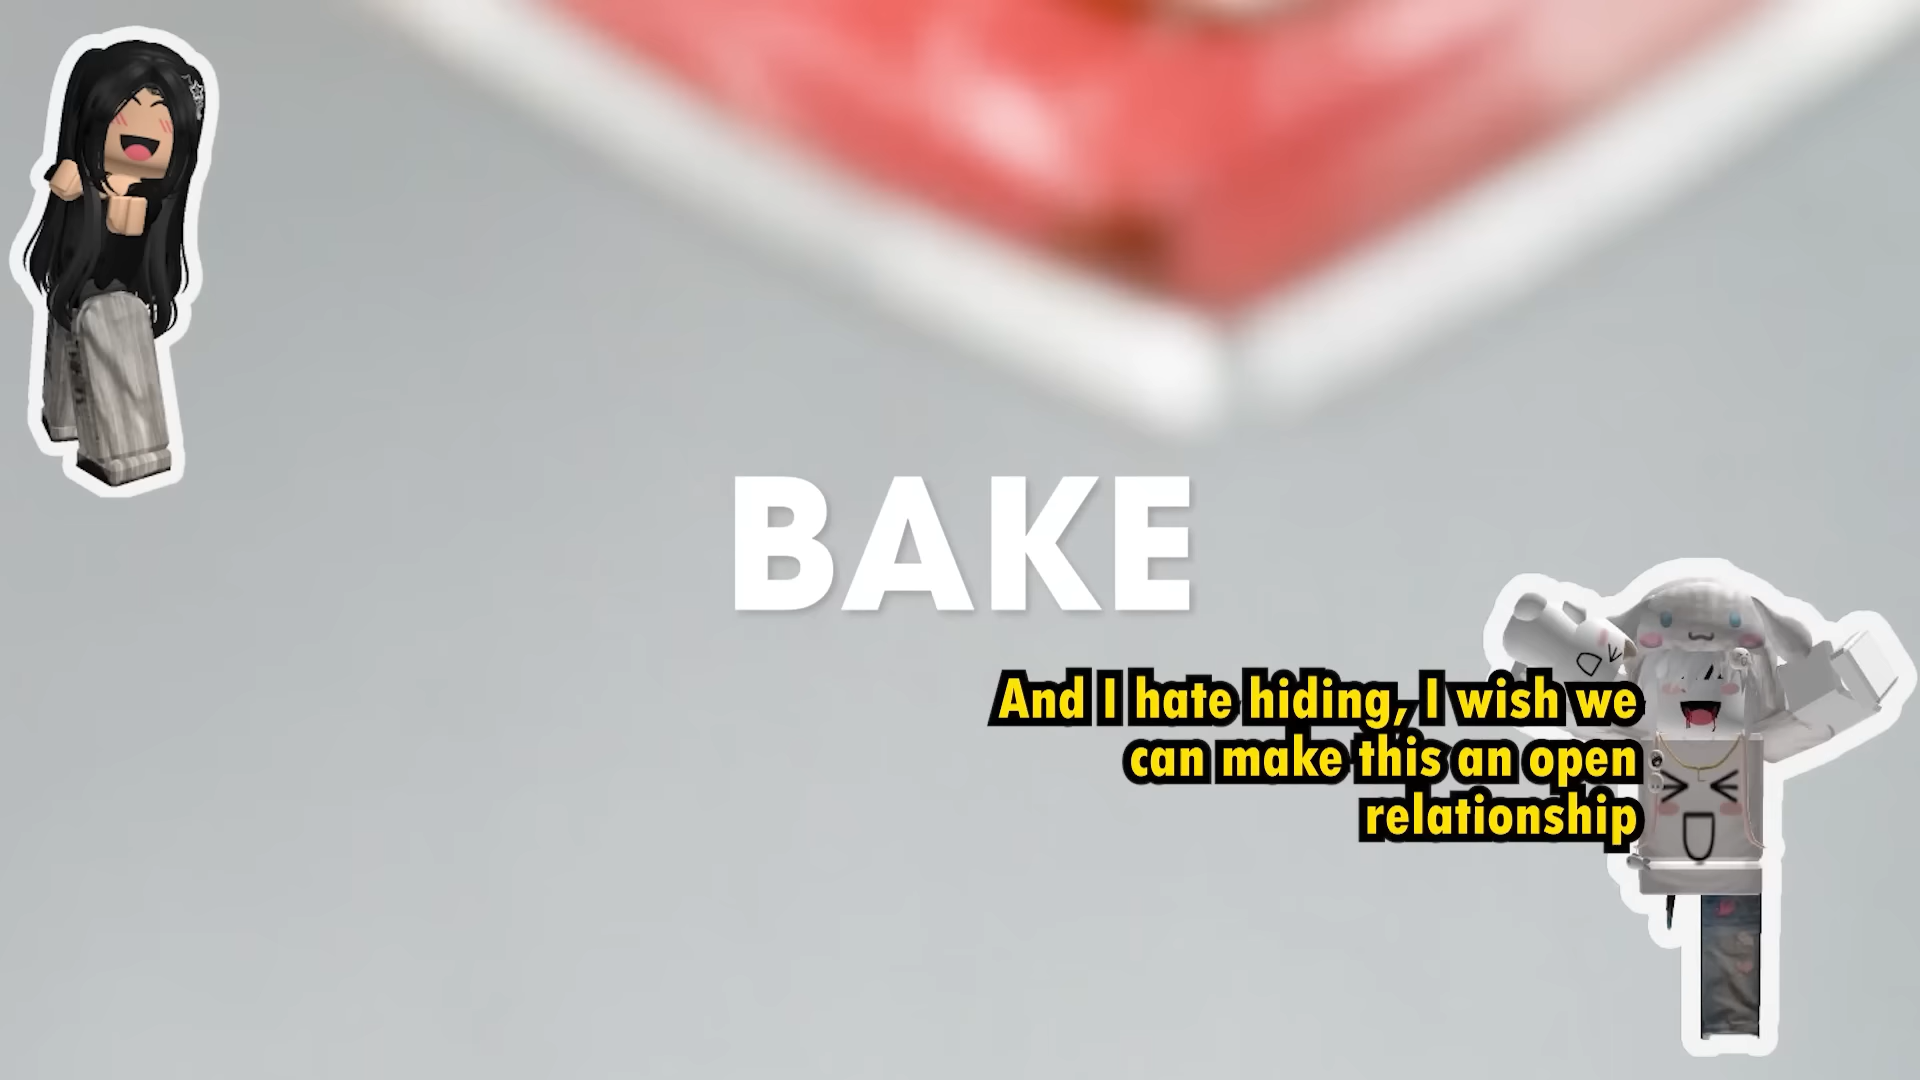 BAKE
And I hate hiding, I wish we
can make this an open
relationship